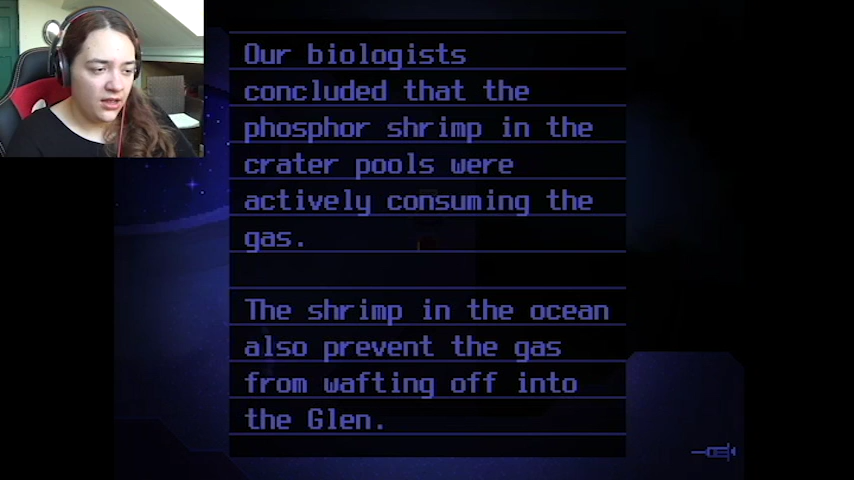 Our biologists
concluded that the
phosphor shrimp in the
crater pools were
actively consuming the
gas.
The shrimp in the ocean
also prevent the gas
from wafting off into
the Glen.